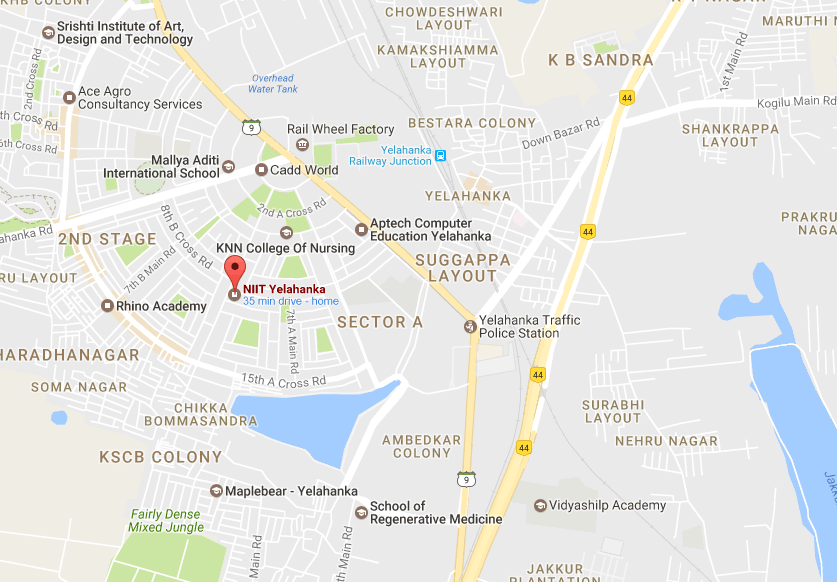 KHB COLONY
Srishti Institute of Art,
Design and Technology
CHOWDESHWARI
LAYOUT
MARUTHI N
KAMAKSHIAMMA
LAYOUT
K B SANDRA
1st Main Rd
2nd Cross Rd
Overhead
Water Tank
Ace Agro
Consultancy Services
44
Kogilu Main Rd
th Cross Rd
9
Rail Wheel Factory
BESTARA COLONY
Down Bazar Rd
SHANKRAPPA
LAYOUT
6th Cross Rd
Yelahanka
Railway Junction
Mallya Aditi
International School
Cadd World
YELAHANKA
2nd A Cross Rd
8th B Cross Rd
PRAKRU
NAGA
ahanka Rd
2ND STAGE
KNN College Of Nursing
Aptech Computer
Education Yelahanka
44
7th B Main Rd
SUGGAPPA
LAYOUT
RU LAYOUT
NIIT Yelahanka
35 min drive - home
Rhino Academy
7th A Main Rd
SECTOR A
Yelahanka Traffic
Police Station
HARADHANAGAR
15th A Cross Rd
44
SOMA NAGAR
CHIKKA
BOMMASANDRA
SURABHI
LAYOUT
AMBEDKAR
COLONY
44
NEHRU NAGAR
KSCB COLONY
9
Jakku
Maplebear - Yelahanka
School of
Regenerative Medicine
Vidyashilp Academy
Fairly Dense
Mixed Jungle
Main Rd
th Main Rd
JAKKUR
PLANTATION